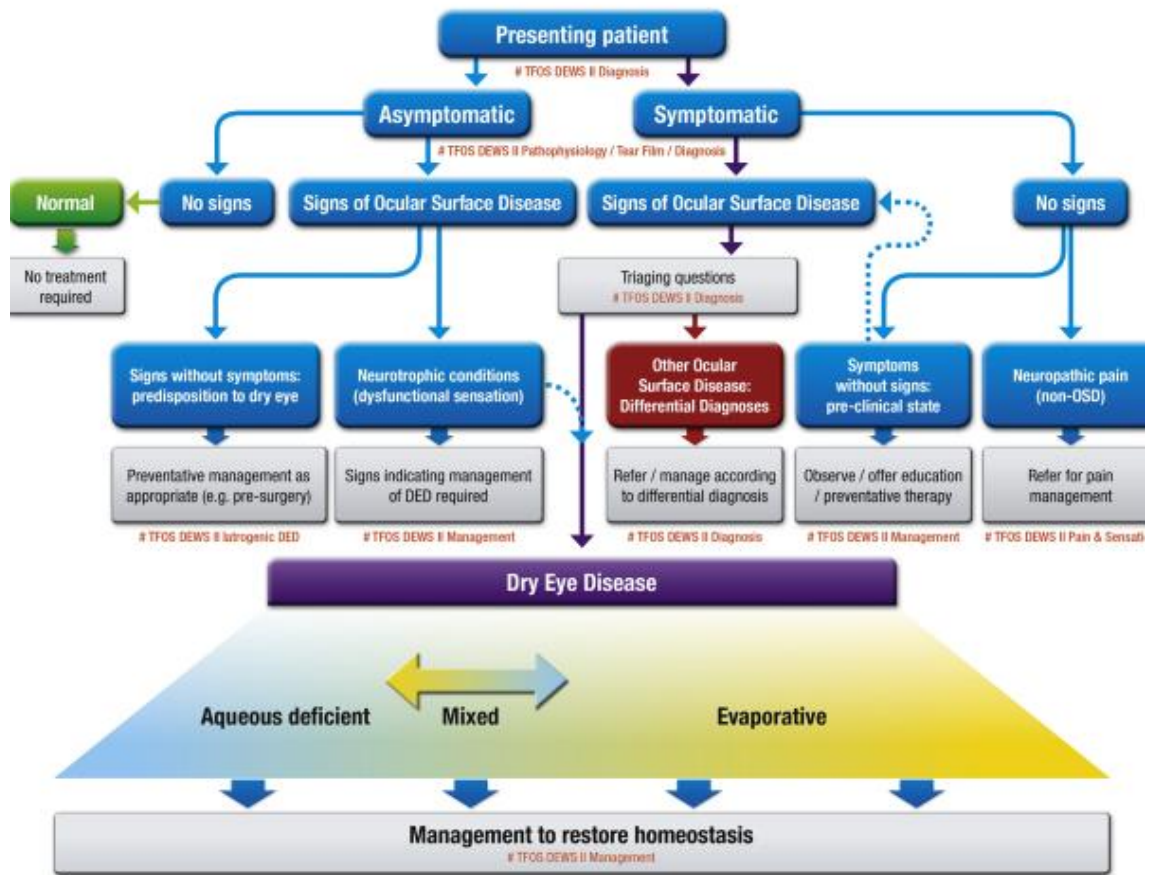 Presenting patient
# TFOS DEWS II Diagnosis
Asymptomatic
Symptomatic
# TFOS DEWS II Pathophysiology / Tear Film / Diagnosis
Normal
No signs
Signs of Ocular Surface Disease
Signs of Ocular Surface Disease
No signs
No treatment
required
Triaging questions
# TFOS DEWS II Diagnosis
Signs without symptoms:
predisposition to dry eye
Neurotrophic conditions
(dysfunctional sensation)
Other Ocular
Surface Disease:
Differential Diagnoses
Symptoms
without signs:
pre-clinical state
Neuropathic pain
(non-OSD)
Preventative management as
appropriate (e.g. pre-surgery)
Signs indicating management
of DED required
Refer / manage according
to differential diagnosis
Observe / offer education
/ preventative therapy
Refer for pain
management
# TFOS DEWS II Iatrogenic DED
# TFOS DEWS II Management
# TFOS DEWS II Diagnosis
# TFOS DEWS II Management
# TFOS DEWS II Pain & Sensati
Dry Eye Disease
Aqueous deficient
Mixed
Evaporative
Management to restore homeostasis
# TFOS DEWS II Management